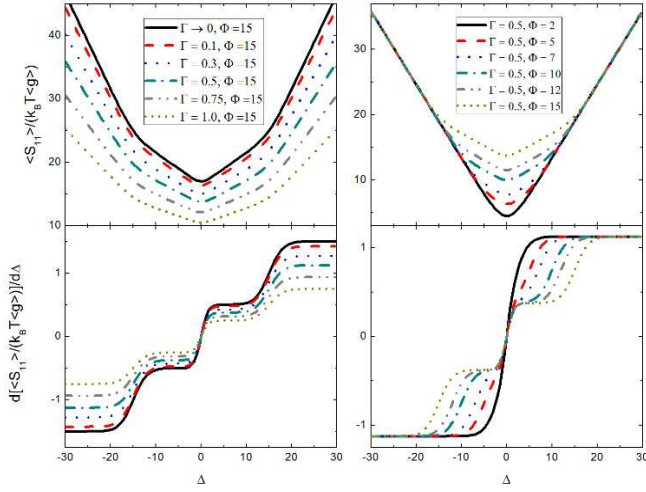 <S₁₁>/(k_BT<g>)
40
30
20
10
Γ → 0, Φ =15
Γ = 0.1, Φ =15
Γ = 0.3, Φ =15
Γ = 0.5, Φ =15
Γ = 0.75, Φ =15
Γ = 1.0, Φ =15
30
20
10
Γ = 0.5, Φ = 2
Γ = 0.5, Φ = 5
Γ = 0.5, Φ = 7
Γ = 0.5, Φ = 10
Γ = 0.5, Φ = 12
Γ = 0.5, Φ = 15
d[<S₁₁>/(k_BT<g>)]/dΔ
1
0
-1
-30 -20 -10 0 10 20 30
Δ
1
0
-1
-30 -20 -10 0 10 20 30
Δ